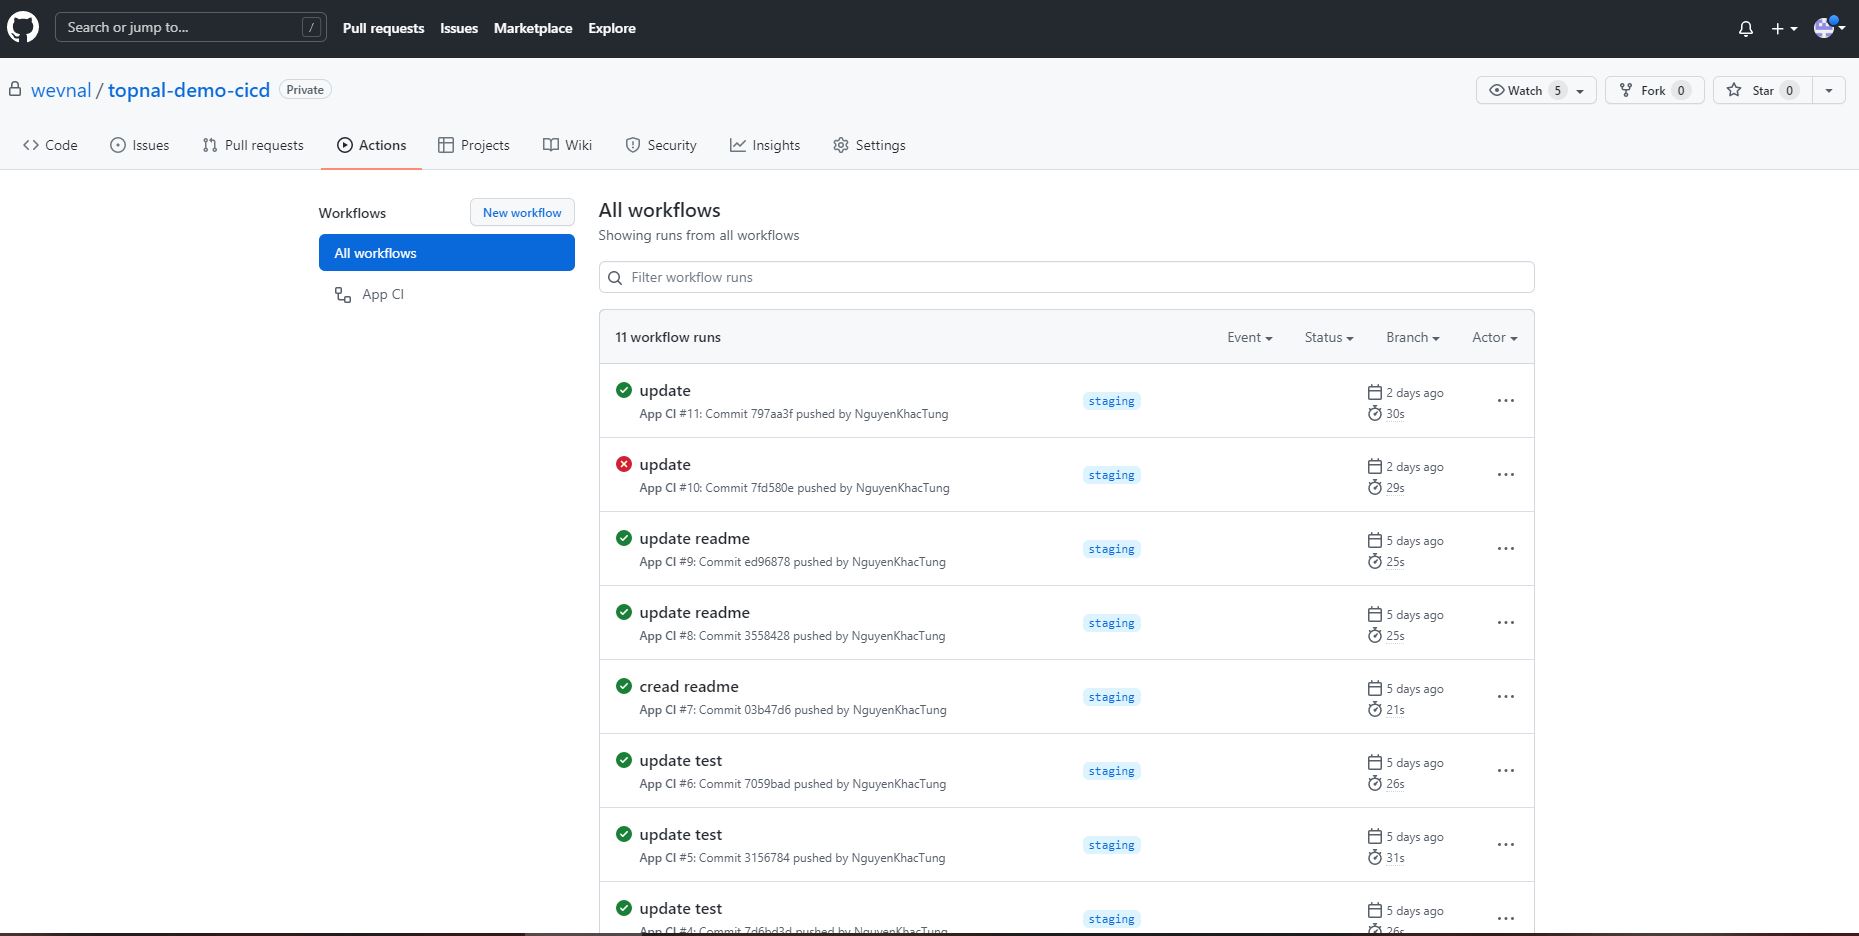 Search or jump to... /
Pull requests Issues Marketplace Explore
wevnal / topnal-demo-cicd Private
Watch 5 Fork 0 Star 0
Code Issues Pull requests Actions Projects Wiki Security Insights Settings
Workflows New workflow
All workflows
App CI
All workflows
Showing runs from all workflows
Filter workflow runs
11 workflow runs Event Status Branch Actor
update
App CI #11: Commit 797aa3f pushed by NguyenKhacTung
staging
2 days ago
30s
update
App CI #10: Commit 7fd580e pushed by NguyenKhacTung
staging
2 days ago
29s
update readme
App CI #9: Commit ed96878 pushed by NguyenKhacTung
staging
5 days ago
25s
update readme
App CI #8: Commit 3558428 pushed by NguyenKhacTung
staging
5 days ago
25s
cread readme
App CI #7: Commit 03b47d6 pushed by NguyenKhacTung
staging
5 days ago
21s
update test
App CI #6: Commit 7059bad pushed by NguyenKhacTung
staging
5 days ago
26s
update test
App CI #5: Commit 3156784 pushed by NguyenKhacTung
staging
5 days ago
31s
update test
App CI #4: Commit 7d6bd3d pushed by NguyenKhacTung
staging
5 days ago
26s